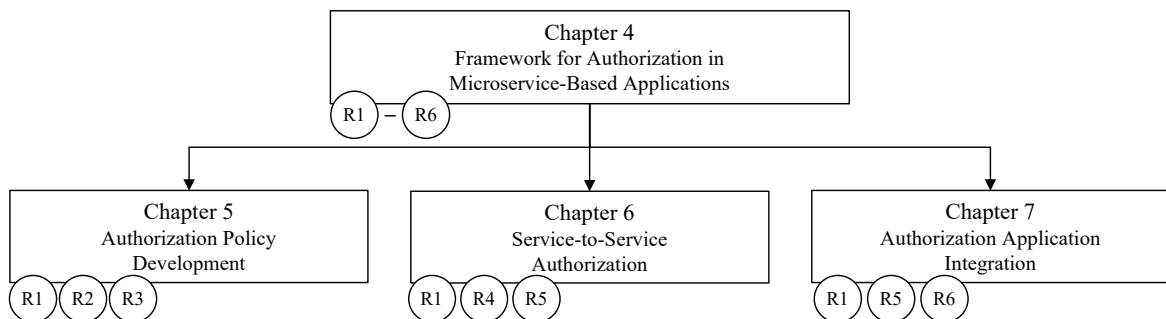 Chapter 4
Framework for Authorization in
Microservice-Based Applications
R1 – R6
Chapter 5
Authorization Policy
Development
R1 R2 R3
Chapter 6
Service-to-Service
Authorization
R1 R4 R5
Chapter 7
Authorization Application
Integration
R1 R5 R6